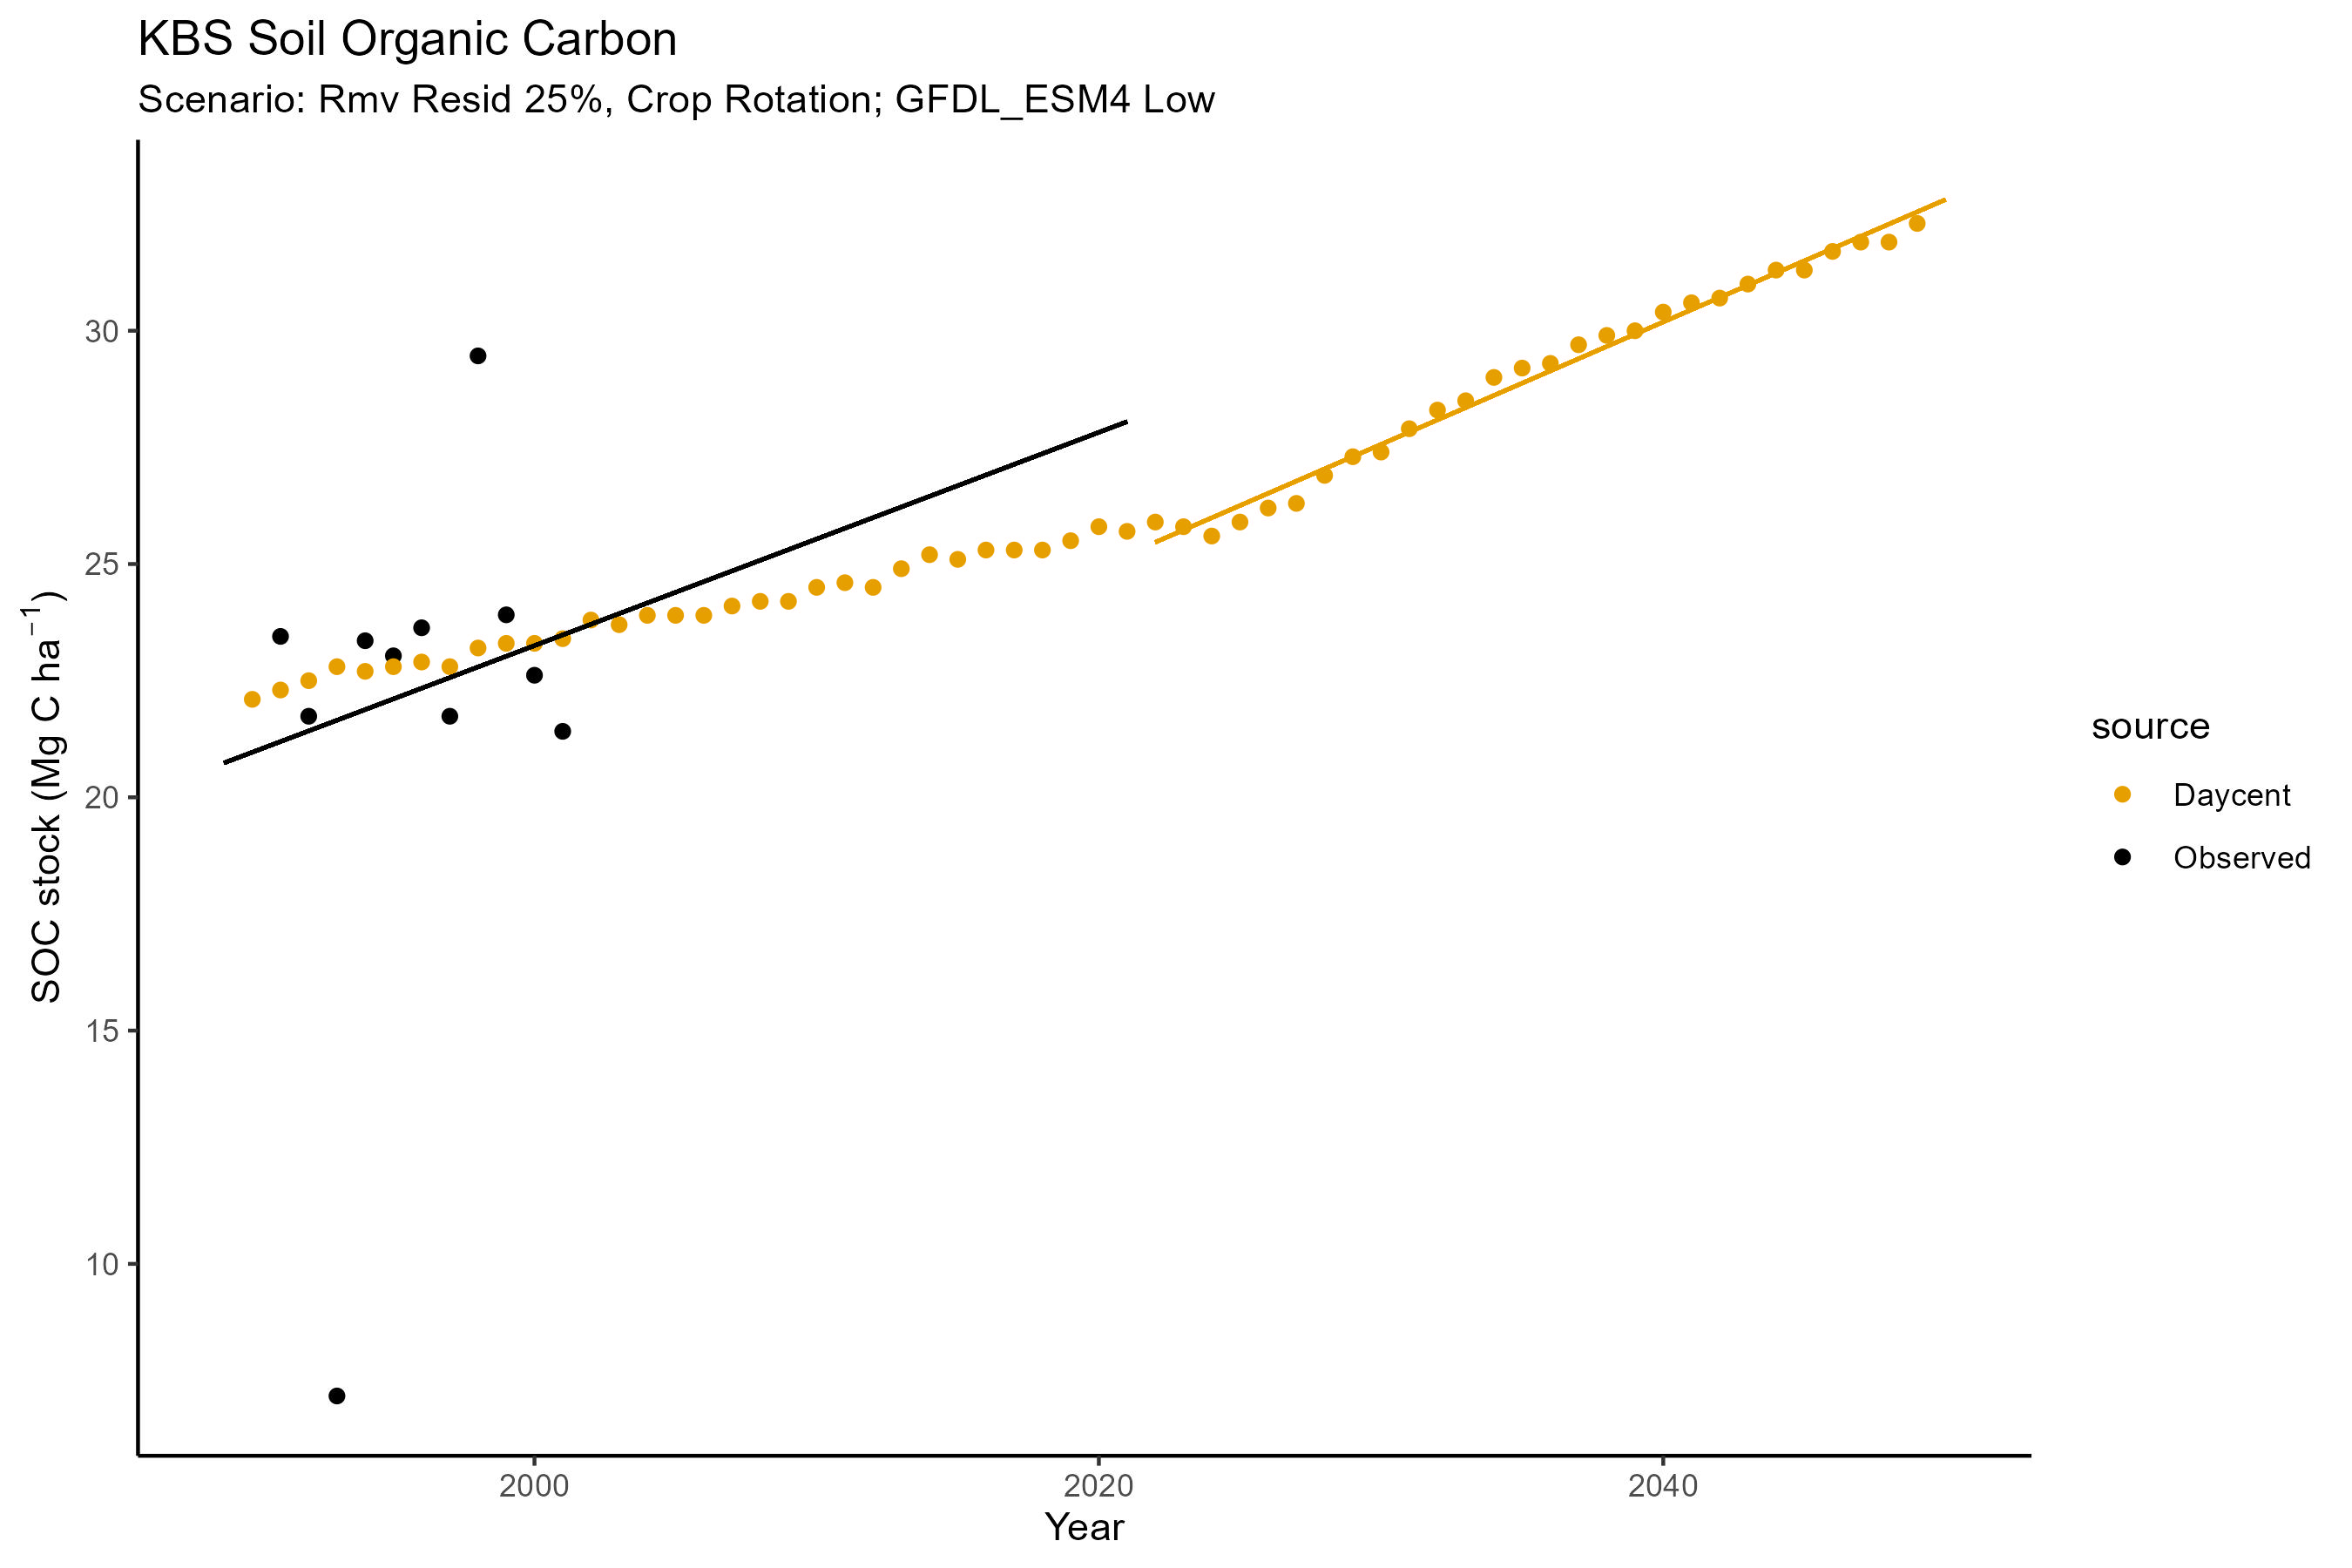 KBS Soil Organic Carbon
Scenario: Rmv Resid 25%, Crop Rotation; GFDL_ESM4 Low
SOC stock (Mg C ha⁻¹)
30
25
20
15
10
2000
2020
2040
Year
source
Daycent
Observed